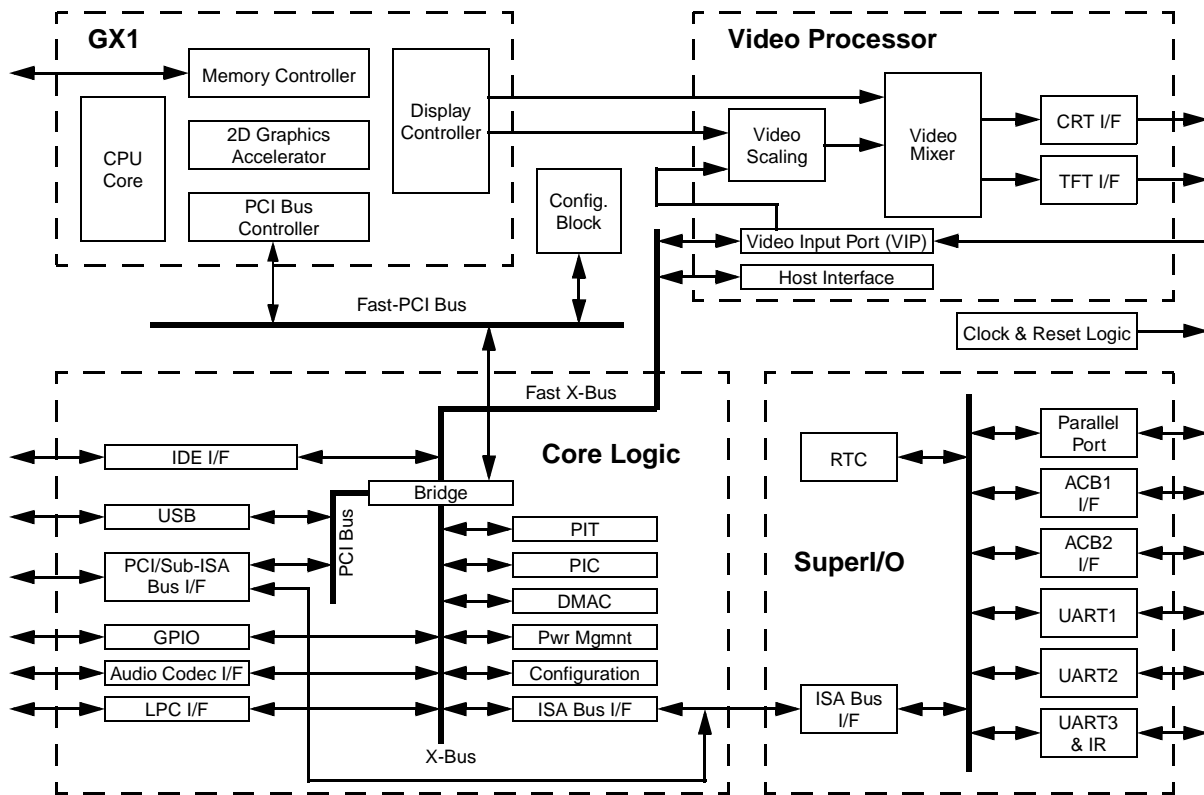 GX1
Memory Controller
CPU
Core
2D Graphics
Accelerator
PCI Bus
Controller
Display
Controller
Config.
Block
Video Processor
Video
Scaling
Video
Mixer
CRT I/F
TFT I/F
Video Input Port (VIP)
Host Interface
Fast-PCI Bus
Clock & Reset Logic
Fast X-Bus
Core Logic
IDE I/F
Bridge
USB
PCI Bus
PCI/Sub-ISA
Bus I/F
GPIO
Audio Codec I/F
LPC I/F
PIT
PIC
DMAC
Pwr Mgmnt
Configuration
ISA Bus I/F
X-Bus
SuperI/O
RTC
ISA Bus
I/F
Parallel
Port
ACB1
I/F
ACB2
I/F
UART1
UART2
UART3
& IR